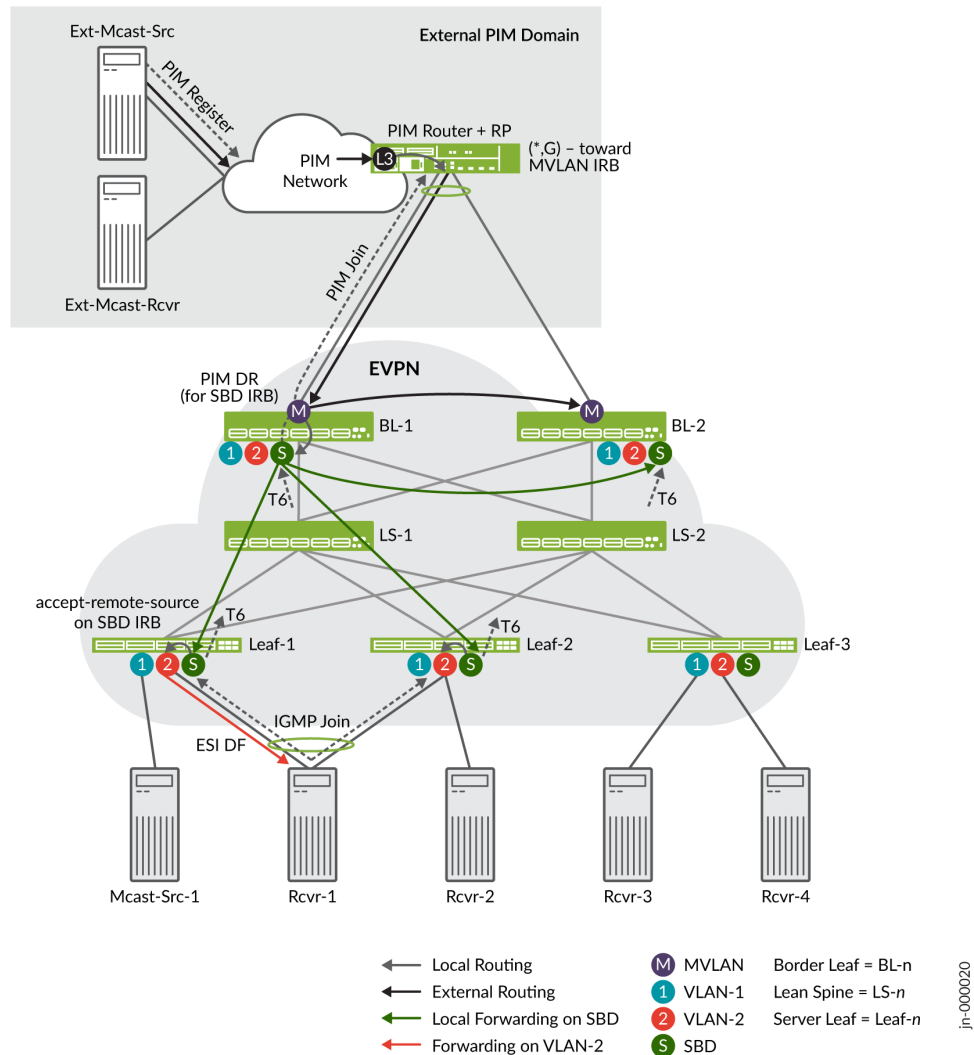 Ext-Mcast-Src
External PIM Domain
PIM Register
PIM Router + RP
(*,G) – toward
MVLAN IRB
PIM
Network
L3
Ext-Mcast-Rcvr
PIM Join
EVPN
PIM DR
(for SBD IRB)
M
M
BL-1
BL-2
1 2 S
1 2 S
T6
T6
LS-1
LS-2
accept-remote-source
on SBD IRB
T6
T6
Leaf-1
Leaf-2
Leaf-3
1 2 S
1 2 S
1 2 S
IGMP Join
ESI DF
Mcast-Src-1
Rcvr-1
Rcvr-2
Rcvr-3
Rcvr-4
Local Routing
M MVLAN
Border Leaf = BL-n
External Routing
1 VLAN-1
Lean Spine = LS-n
Local Forwarding on SBD
2 VLAN-2
Server Leaf = Leaf-n
Forwarding on VLAN-2
S SBD
jn-000020